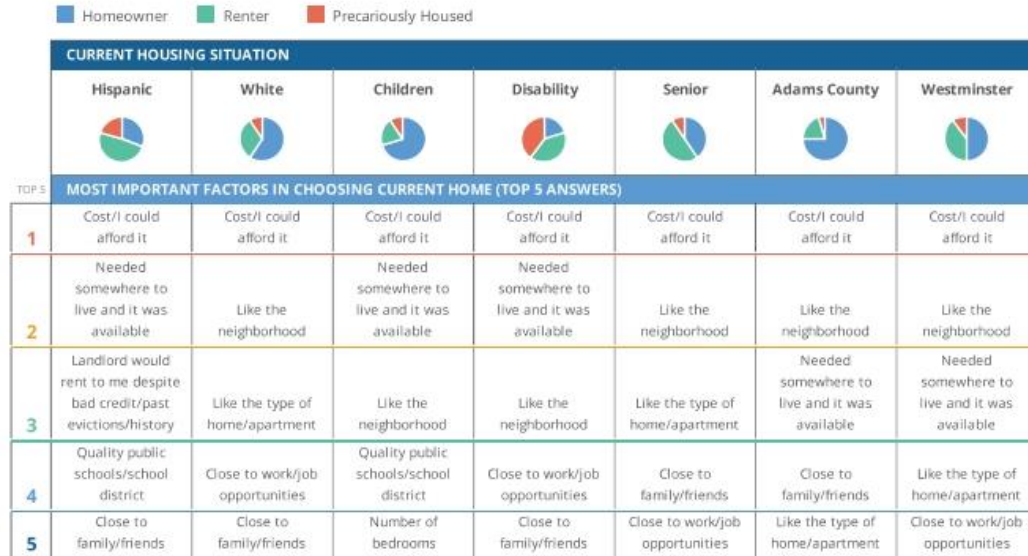 Homeowner Renter Precariously Housed
CURRENT HOUSING SITUATION
Hispanic White Children Disability Senior Adams County Westminster
TOP 5 MOST IMPORTANT FACTORS IN CHOOSING CURRENT HOME (TOP 5 ANSWERS)
Cost/I could Cost/I could Cost/I could Cost/I could Cost/I could Cost/I could Cost/I could
1 afford it afford it afford it afford it afford it afford it afford it
Needed Needed Needed
somewhere to somewhere to somewhere to
live and it was Like the live and it was live and it was Like the Like the Like the
2 available neighborhood available available neighborhood neighborhood neighborhood
Landlord would Needed Needed
rent to me despite somewhere to somewhere to
bad credit/past Like the type of Like the Like the Like the type of live and it was live and it was
3 evictions/history home/apartment neighborhood neighborhood home/apartment available available
Quality public Quality public
schools/school Close to work/job schools/school Close to work/job Close to Close to Like the type of
4 district opportunities district opportunities family/friends family/friends home/apartment
Close to Close to Number of Close to Close to work/job Like the type of Close to work/job
5 family/friends family/friends bedrooms family/friends opportunities home/apartment opportunities